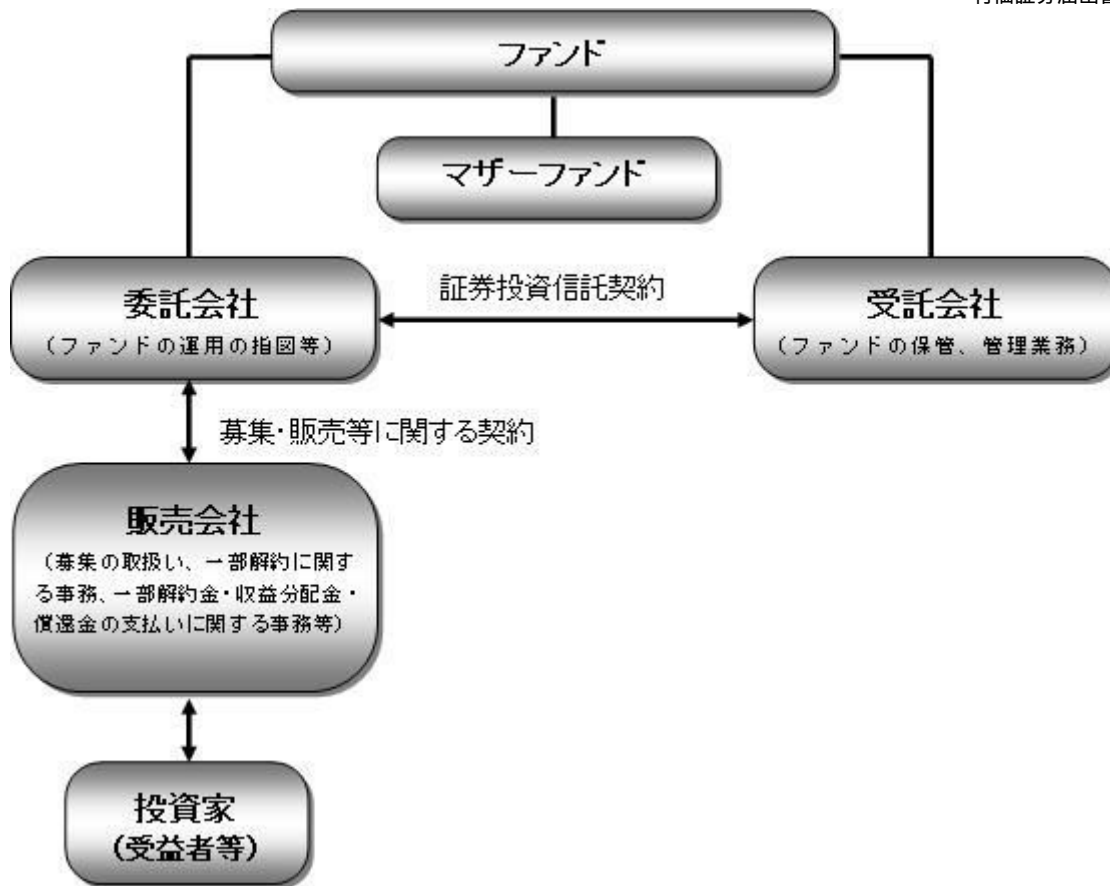 ファンド
マザーファンド
委託会社
（ファンドの運用の指図等）
証券投資信託契約
受託会社
（ファンドの保管、管理業務）
募集・販売等に関する契約
販売会社
（募集の取扱い、一部解約に関す
る事務、一部解約金・収益分配金・
償還金の支払いに関する事務等）
投資家
（受益者等）